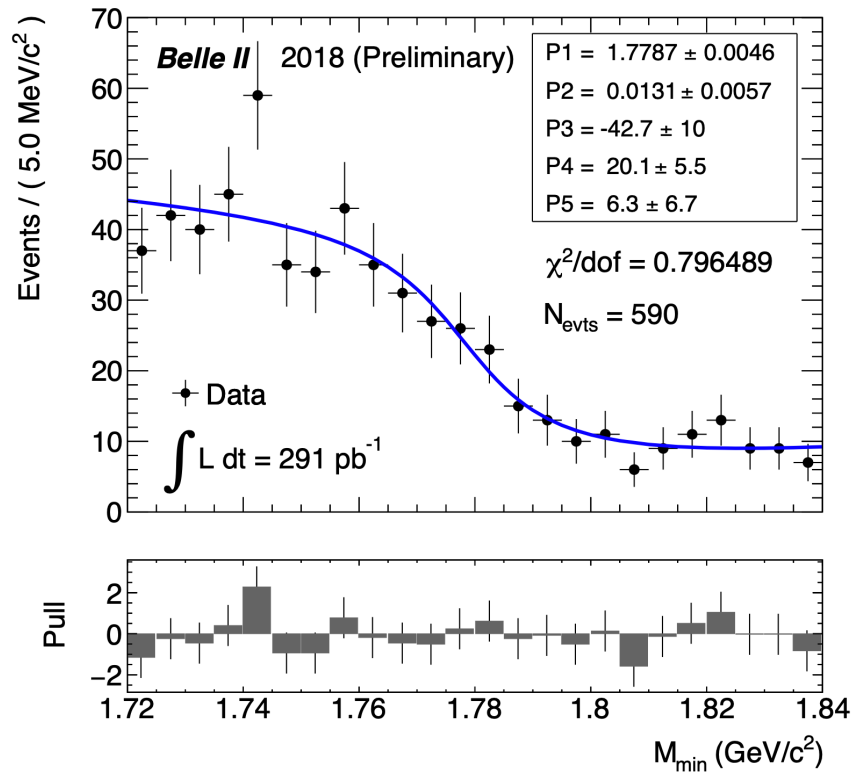 Events / ( 5.0 MeV/c²)
70
60
50
40
30
20
10
0
Belle II 2018 (Preliminary)
P1 = 1.7787 ± 0.0046
P2 = 0.0131 ± 0.0057
P3 = -42.7 ± 10
P4 = 20.1 ± 5.5
P5 = 6.3 ± 6.7
χ²/dof = 0.796489
Nevts = 590
Data
∫ L dt = 291 pb⁻¹
Pull
2
0
−2
1.72 1.74 1.76 1.78 1.8 1.82 1.84
Mmin (GeV/c²)